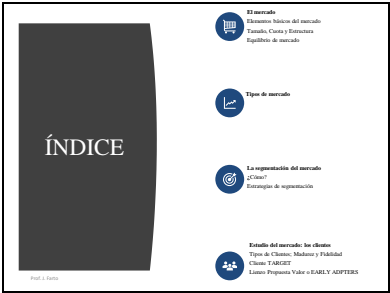 ÍNDICE
El mercado
Elementos básicos del mercado
Tamaño, Cuota y Estructura
Equilibrio de mercado
Tipos de mercado
La segmentación del mercado
¿Cómo?
Estrategias de segmentación
Estudio del mercado: los clientes
Tipos de Clientes; Madurez y Fidelidad
Cliente TARGET
Lienzo Propuesta Valor o EARLY ADPTERS